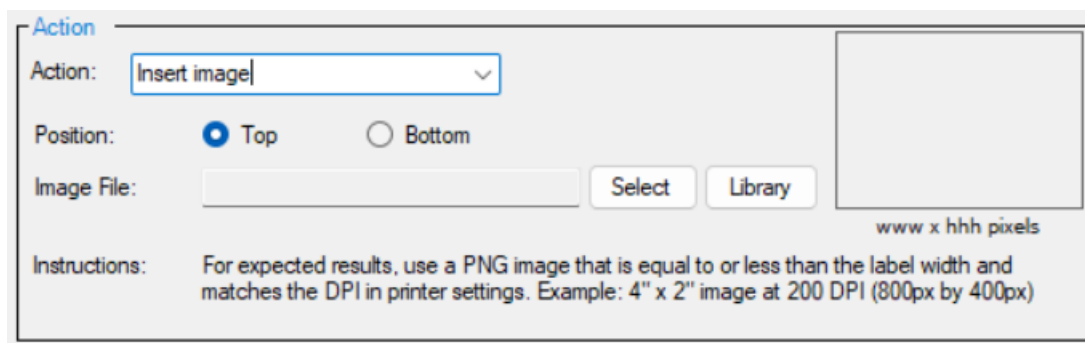 Action
Action: Insert image
Position: Top Bottom
Image File: Select Library
www x hhh pixels
Instructions: For expected results, use a PNG image that is equal to or less than the label width and
matches the DPI in printer settings. Example: 4" x 2" image at 200 DPI (800px by 400px)